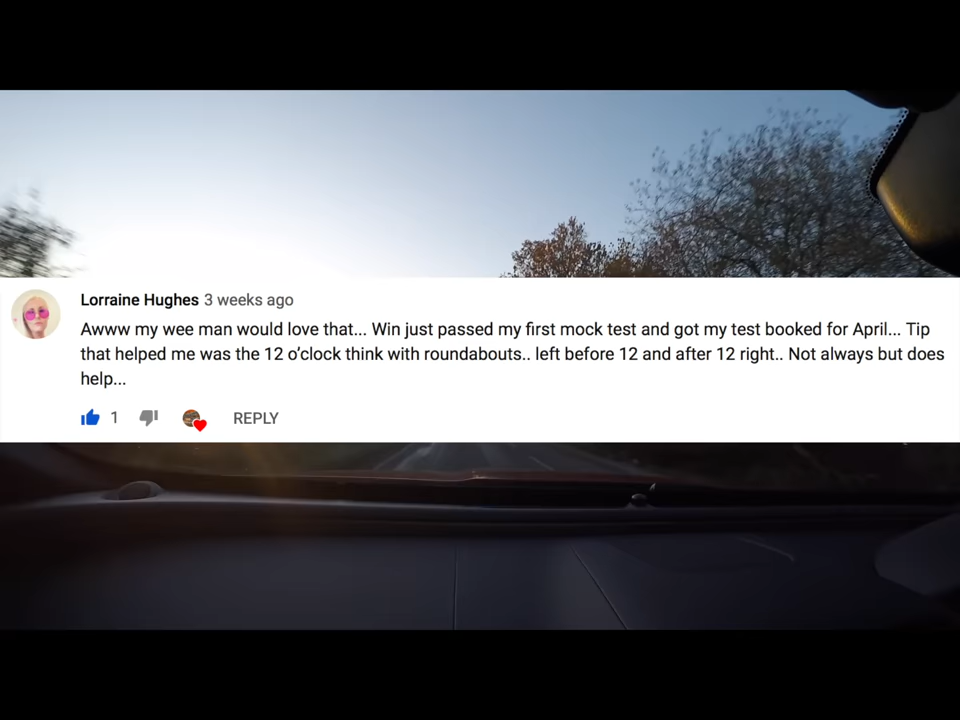 Lorraine Hughes 3 weeks ago
Awww my wee man would love that... Win just passed my first mock test and got my test booked for April... Tip
that helped me was the 12 o’clock think with roundabouts.. left before 12 and after 12 right.. Not always but does
help...
1 REPLY